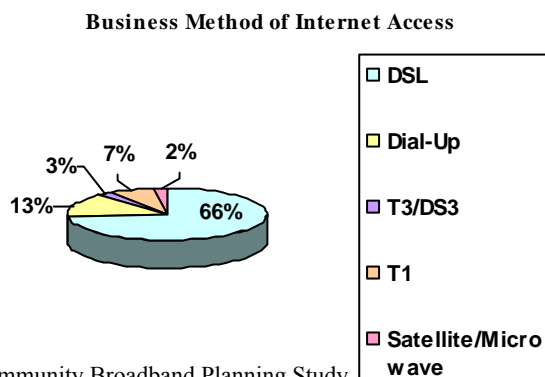 Business Method of Internet Access
DSL
Dial-Up
T3/DS3
T1
Satellite/Micro
wave
3%
7%
2%
13%
66%
mmunity Broadband Planning Study